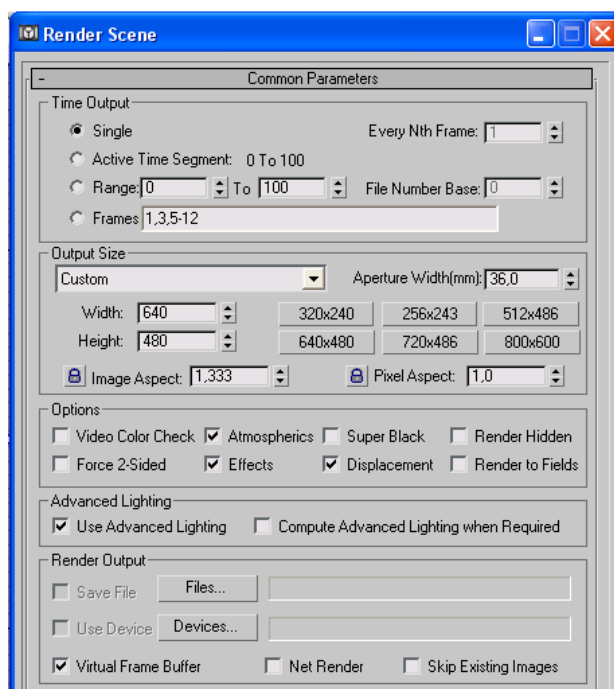 Render Scene
- Common Parameters
Time Output
Single Every Nth Frame: 1
Active Time Segment: 0 To 100
Range: 0 To 100 File Number Base: 0
Frames 1,3,5-12
Output Size
Custom Aperture Width(mm): 36,0
Width: 640 320x240 256x243 512x486
Height: 480 640x480 720x486 800x600
Image Aspect: 1,333 Pixel Aspect: 1,0
Options
Video Color Check Atmospherics Super Black Render Hidden
Force 2-Sided Effects Displacement Render to Fields
Advanced Lighting
Use Advanced Lighting Compute Advanced Lighting when Required
Render Output
Save File Files...
Use Device Devices...
Virtual Frame Buffer Net Render Skip Existing Images